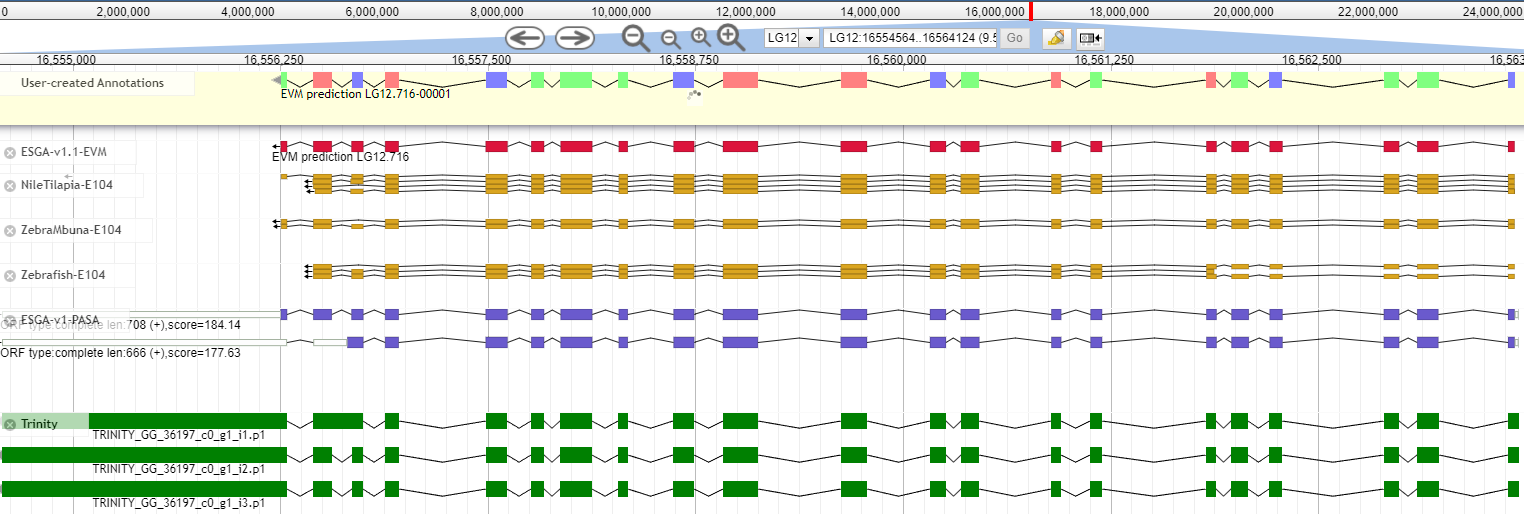 0 2,000,000 4,000,000 6,000,000 8,000,000 10,000,000 12,000,000 14,000,000 16,000,000 18,000,000 20,000,000 22,000,000 24,000,000
LG12 LG12:16554564..16564124 (9.5 Go
16,555,000 16,556,250 16,557,500 16,558,750 16,560,000 16,561,250 16,562,500 16,563
User-created Annotations
EVM prediction LG12.716-00001
ESGA-v1.1-EVM
EVM prediction LG12.716
NileTilapia-E104
ZebraMbuna-E104
Zebrafish-E104
ESGA-v1-PASA
ORF type:complete len:708 (+),score=184.14
ORF type:complete len:666 (+),score=177.63
Trinity
TRINITY_GG_36197_c0_g1_i1.p1
TRINITY_GG_36197_c0_g1_i2.p1
TRINITY_GG_36197_c0_g1_i3.p1